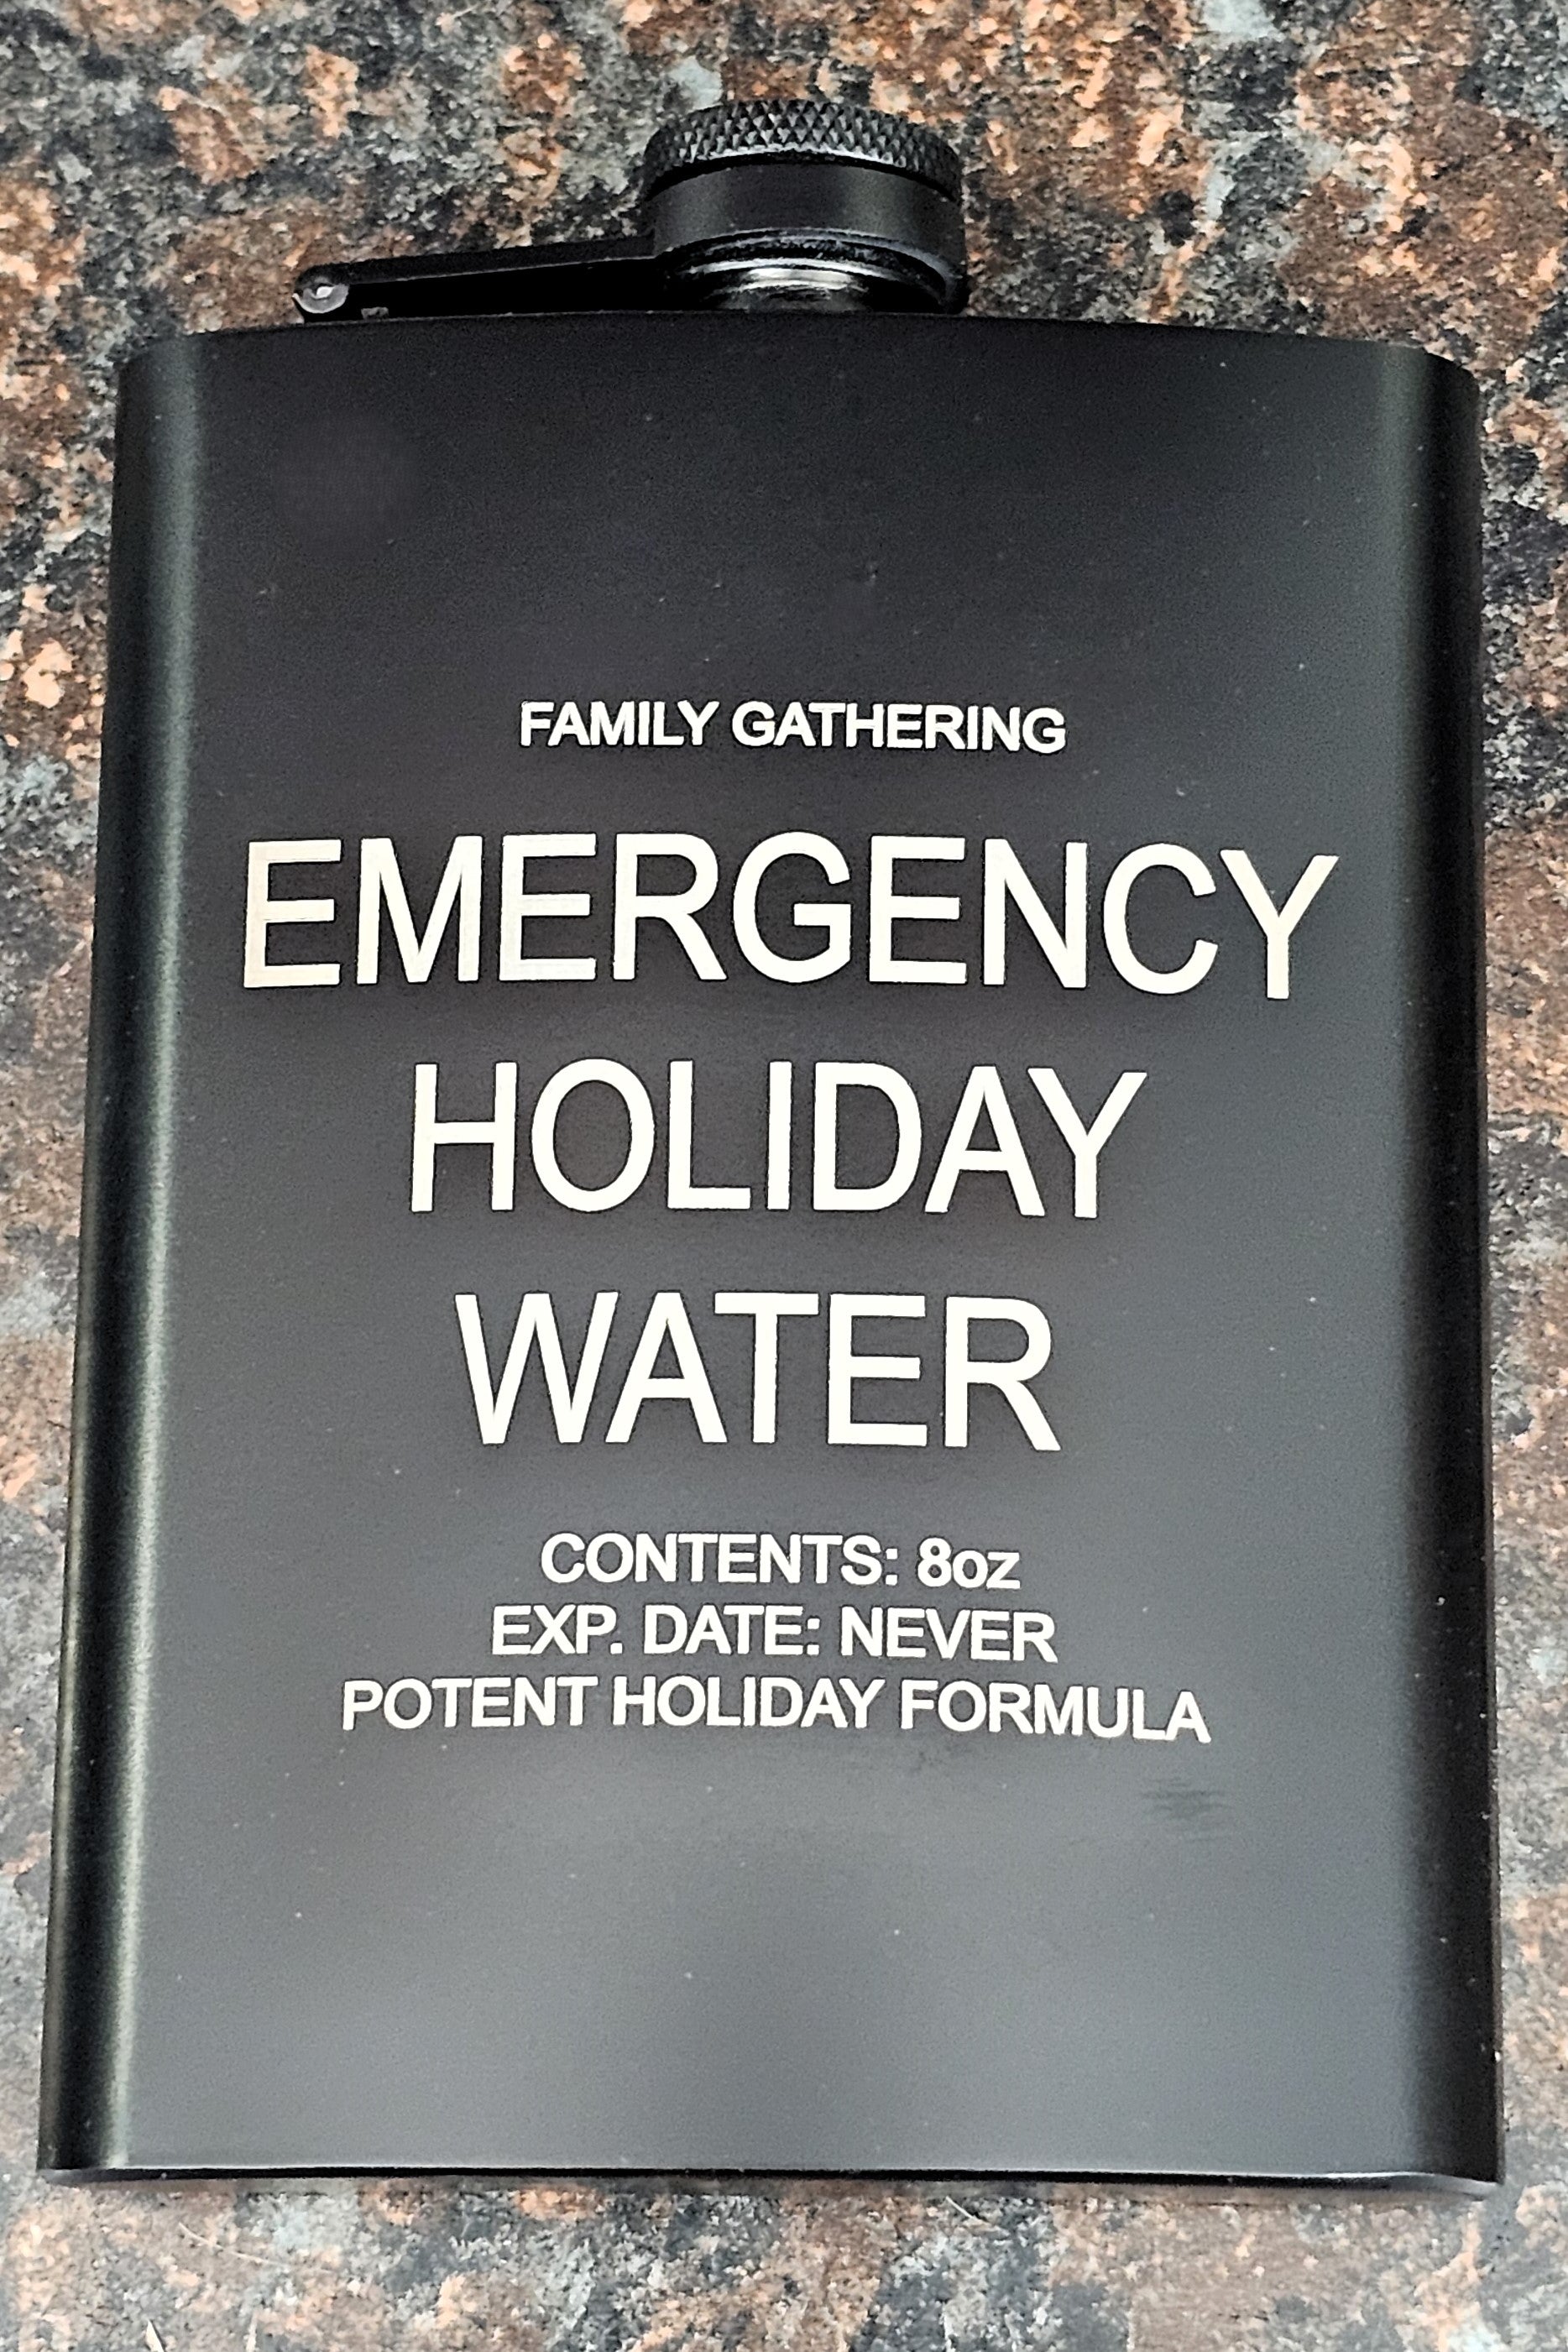 FAMILY GATHERING
EMERGENCY
HOLIDAY
WATER
CONTENTS: 8oz
EXP. DATE: NEVER
POTENT HOLIDAY FORMULA